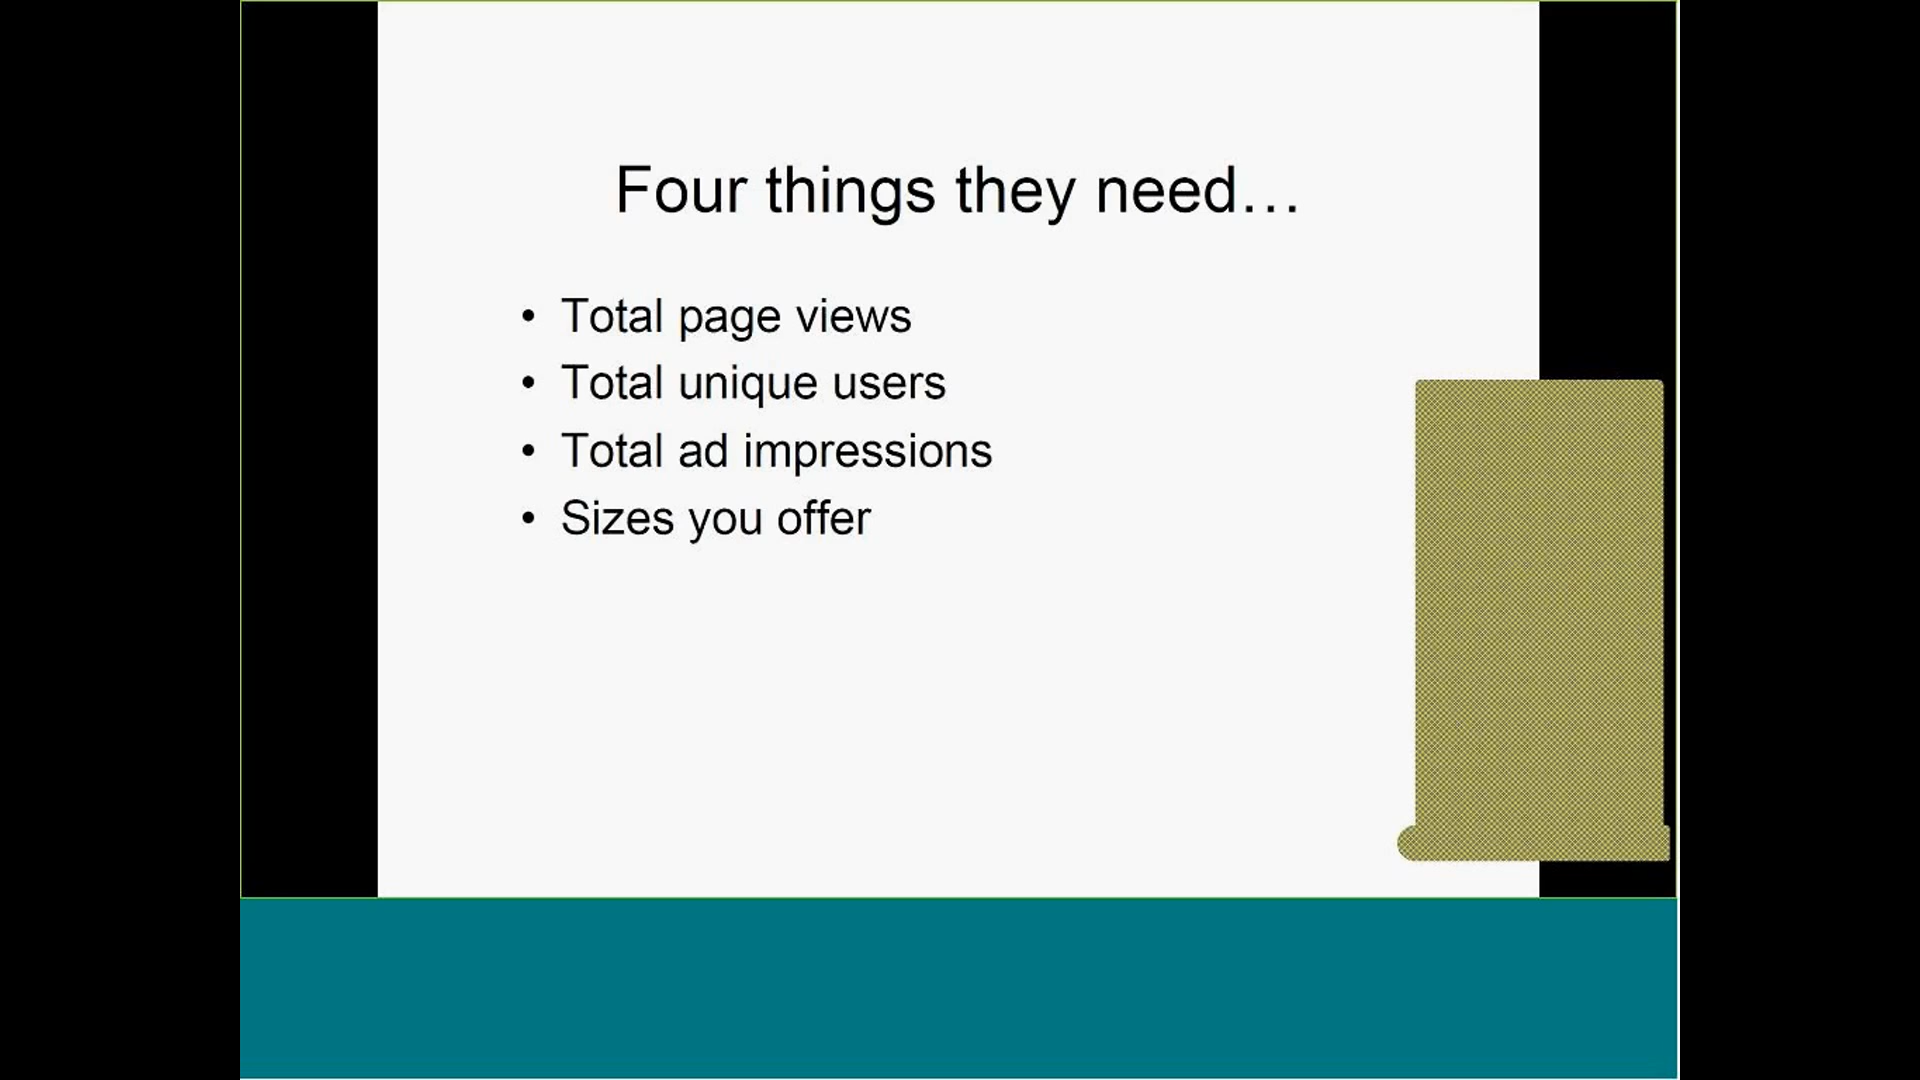 Four things they need…
• Total page views
• Total unique users
• Total ad impressions
• Sizes you offer